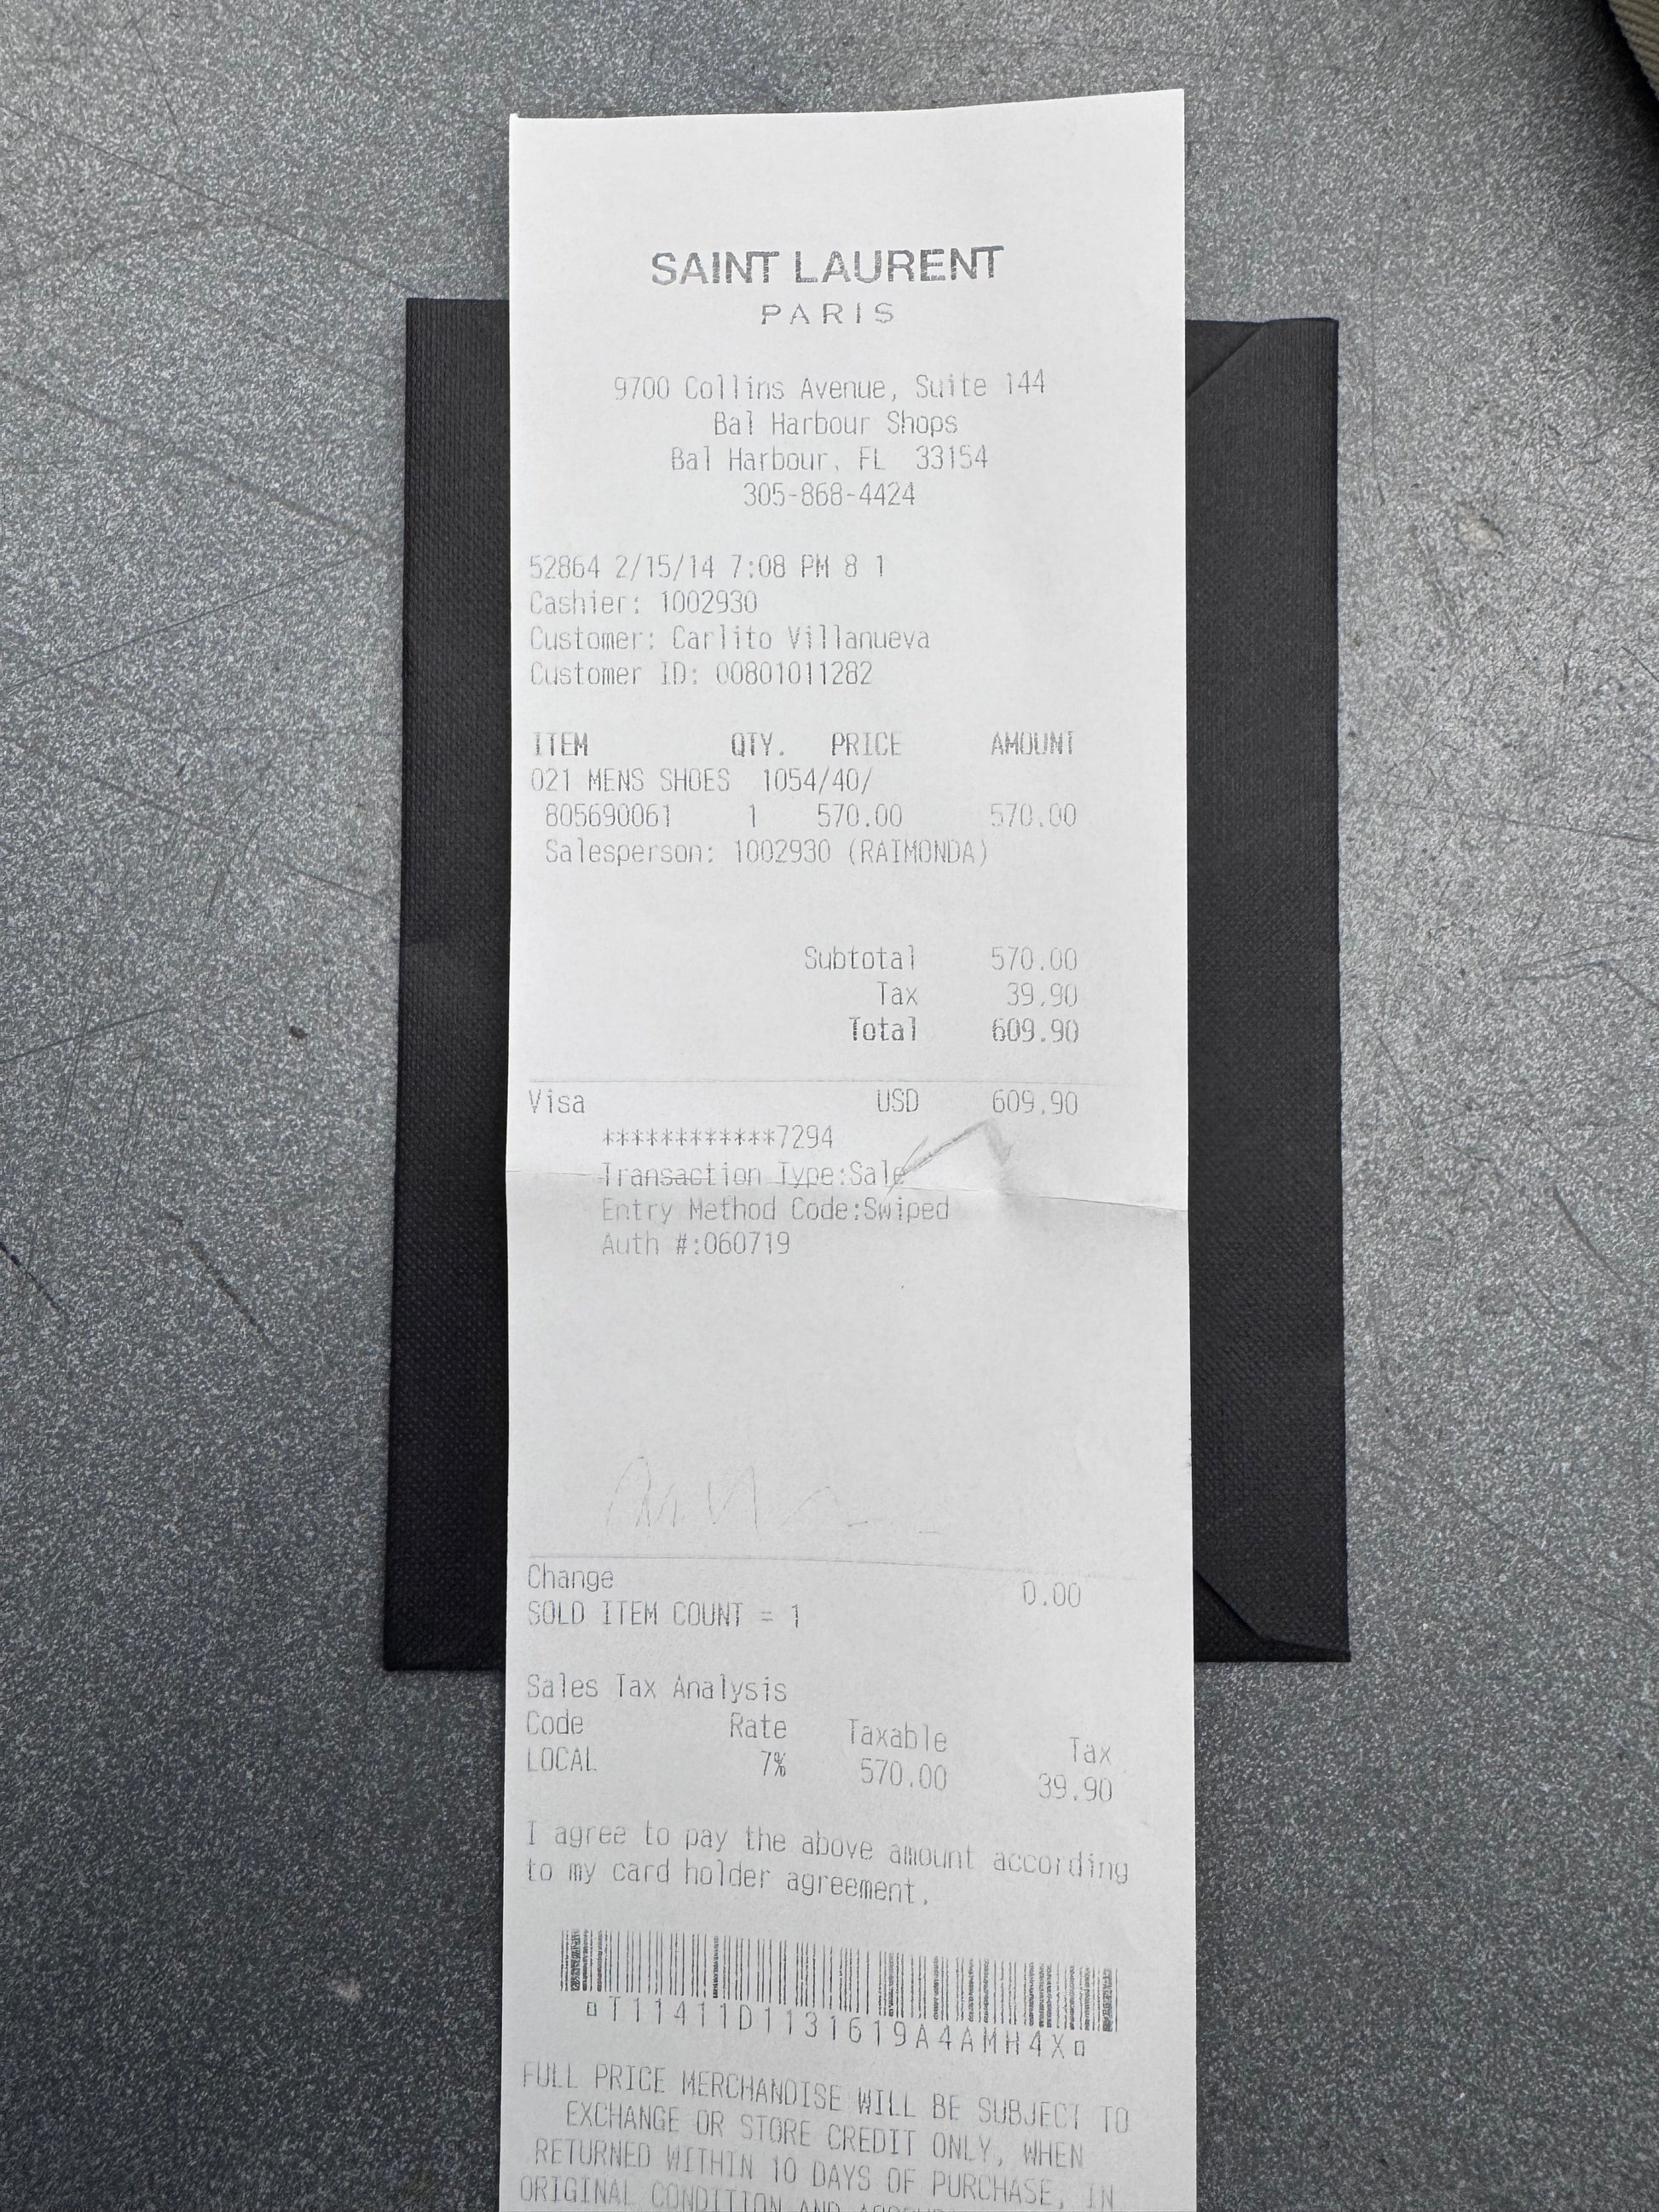 SAINT LAURENT
PARIS
9700 Collins Avenue, Suite 144
Bal Harbour Shops
Bal Harbour, FL 33154
305-868-4424
52864 2/15/14 7:08 PM 8 1
Cashier: 1002930
Customer: Carlito Villanueva
Customer ID: 00801011282
ITEM QTY. PRICE AMOUNT
021 MENS SHOES 1054/40/
805690061 1 570.00 570.00
Salesperson: 1002930 (RAIMONDA)
Subtotal 570.00
Tax 39.90
Total 609.90
Visa USD 609.90
************7294
Transaction Type:Sale
Entry Method Code:Swiped
Auth #:060719
Change 0.00
SOLD ITEM COUNT = 1
Sales Tax Analysis
Code Rate Taxable Tax
LOCAL 7% 570.00 39.90
I agree to pay the above amount according
to my card holder agreement.
T11411D1131619A4AMH4X
FULL PRICE MERCHANDISE WILL BE SUBJECT TO
EXCHANGE OR STORE CREDIT ONLY, WHEN
RETURNED WITHIN 10 DAYS OF PURCHASE, IN
ORIGINAL CONDITION AND